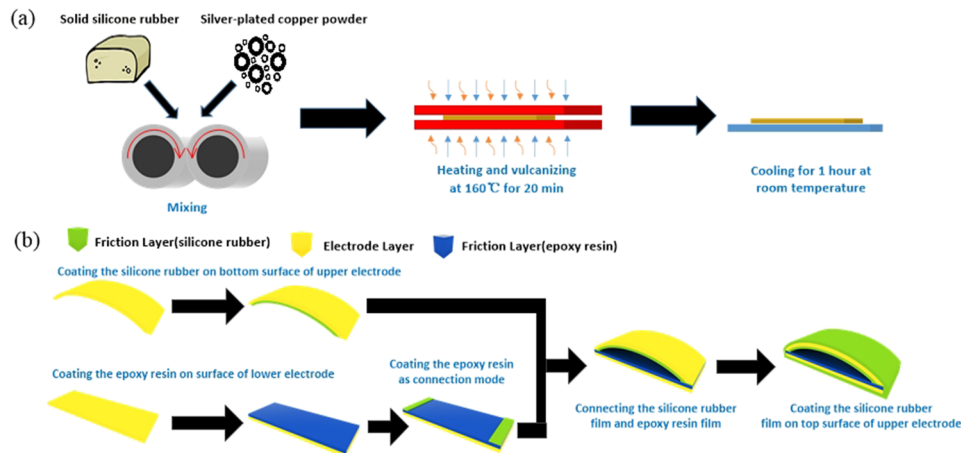 (a)
Solid silicone rubber
Silver-plated copper powder
Mixing
Heating and vulcanizing
at 160℃ for 20 min
Cooling for 1 hour at
room temperature
(b)
Friction Layer(silicone rubber)
Electrode Layer
Friction Layer(epoxy resin)
Coating the silicone rubber on bottom surface of upper electrode
Coating the epoxy resin on surface of lower electrode
Coating the epoxy resin
as connection mode
Connecting the silicone rubber
film and epoxy resin film
Coating the silicone rubber
film on top surface of upper electrode